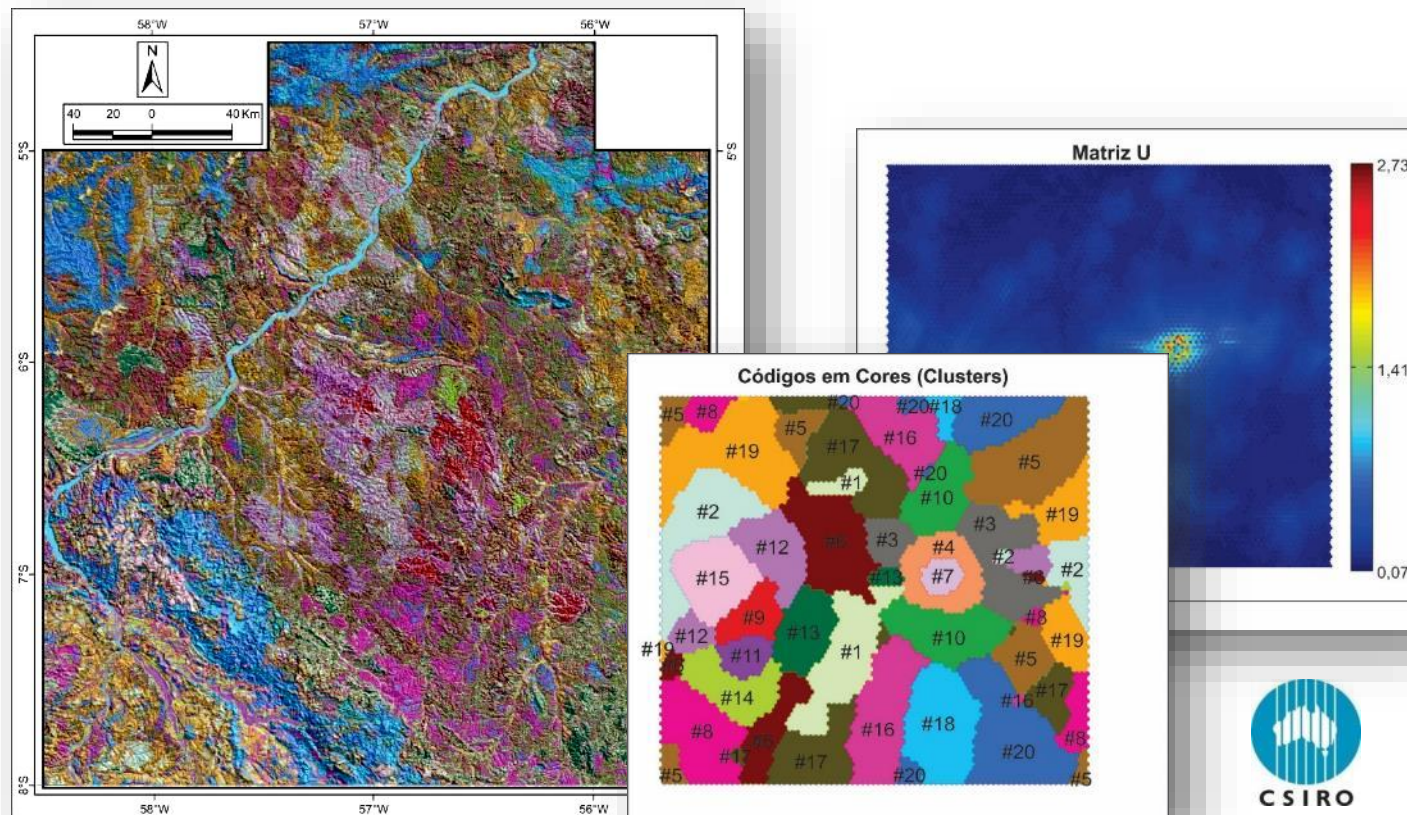 58°W 57°W 56°W
N
40 20 0 40 Km
5°S 5°S
6°S
7°S
8°S
58°W 57°W 56°W
Matriz U
2,73
1,41
0,07
Códigos em Cores (Clusters)
#5 #8 #20 #20 #18 #20
#19 #5 #17 #16 #5
#1 #20 #10
#2 #3 #3 #19
#12 #6 #4 #2
#15 #13 #7 #2
#9 #8
#12 #13 #1 #10 #19
#19 #11 #5
#14 #16 #17
#8 #16 #18 #8
#17 #6 #17 #20
#5 #20 #5
CSIRO